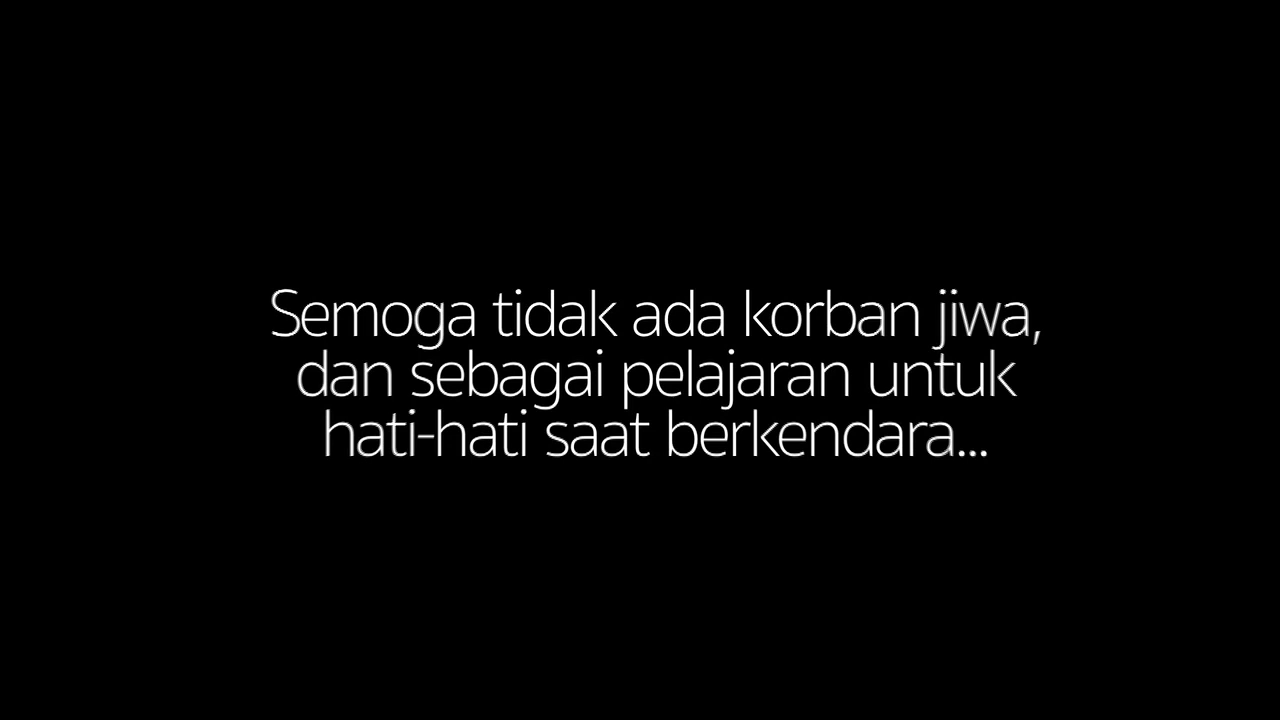 Semoga tidak ada korban jiwa,
dan sebagai pelajaran untuk
hati-hati saat berkendara...